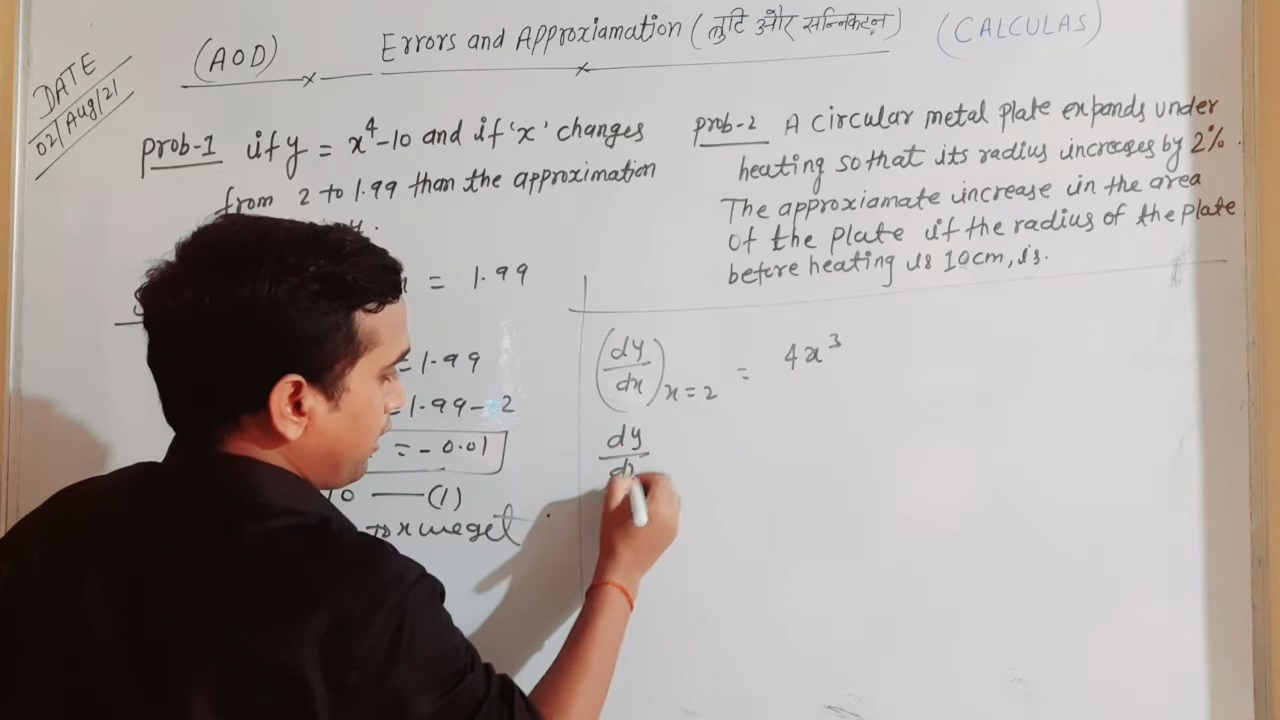 DATE
02/Aug/21
(AOD) Errors and Approxiamation (त्रुटि और सन्निकटन) (CALCULAS)
prob-1 if y = x⁴-10 and if 'x' changes
from 2 to 1.99 than the approximation
= 1.99
= 1.99
= 1.99-2
= - 0.01
10 —(1)
to x we get
prob-2 A circular metal plate expands under
heating so that its radius increases by 2%.
The approxiamate increase in the area
of the plate if the radius of the plate
before heating is 10cm, is.
(dy/dx)x=2 = 4x³
dy